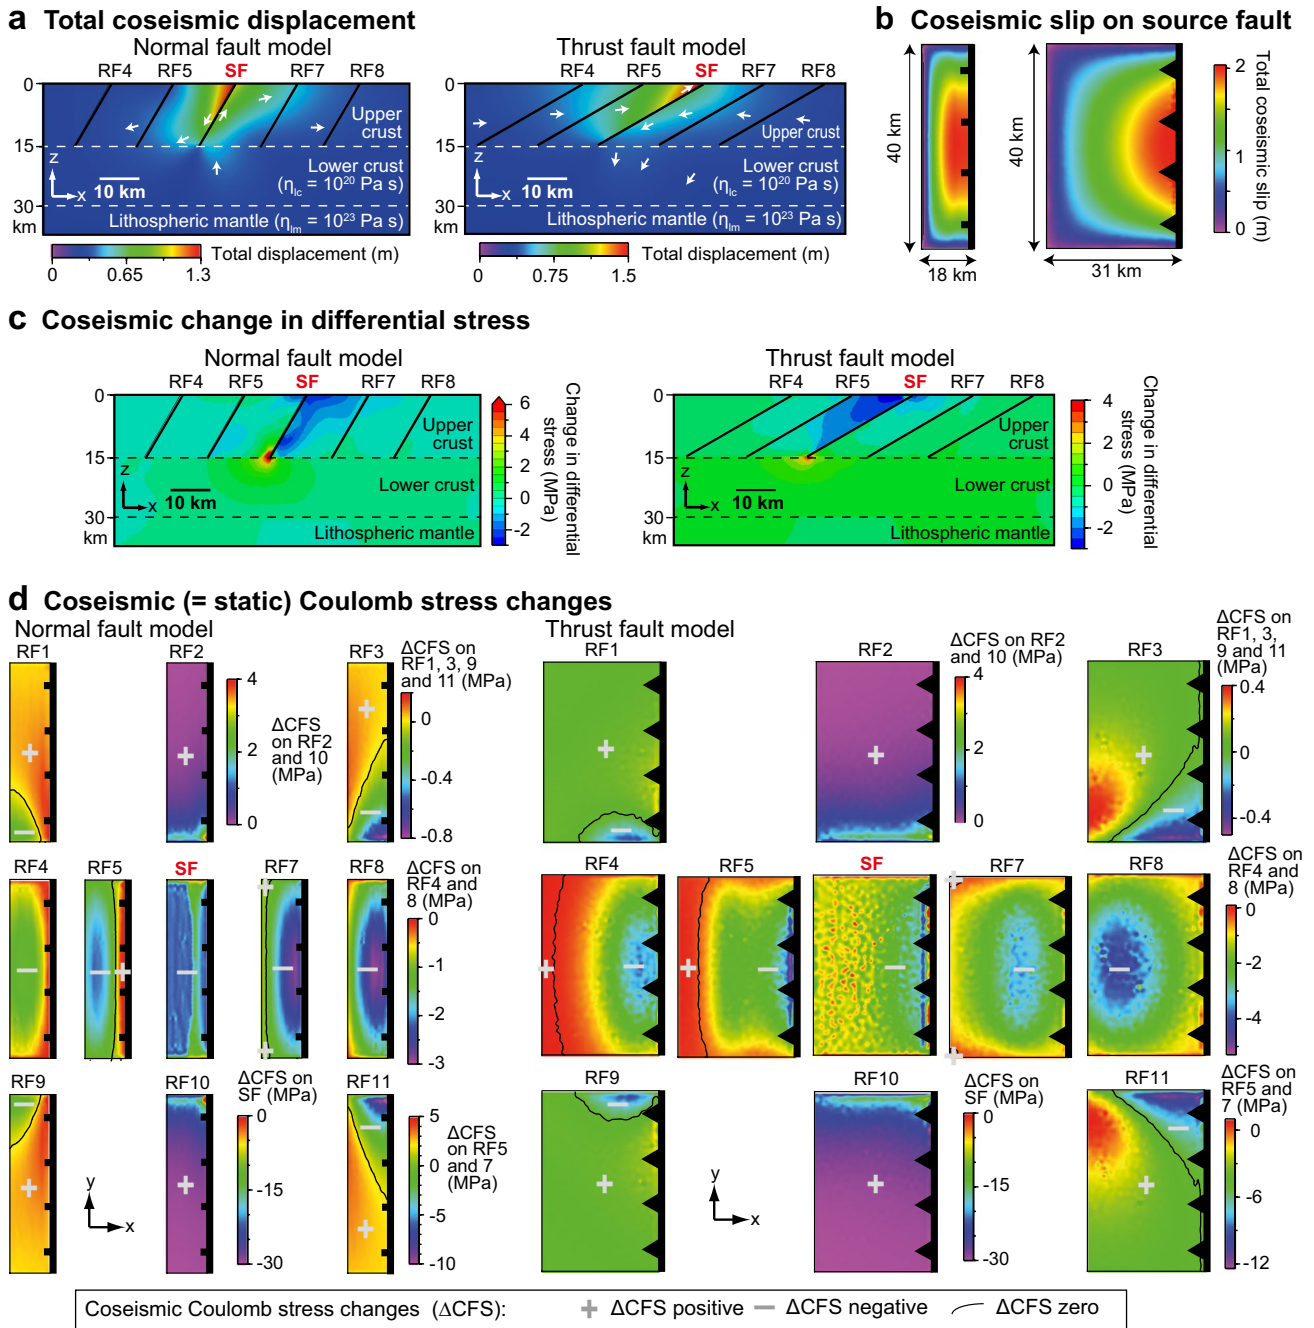 a Total coseismic displacement
Normal fault model
RF4 RF5 SF RF7 RF8
0
15
30
km
Upper
crust
z
x
10 km
Lower crust
(ηlc = 10²⁰ Pa s)
Lithospheric mantle (ηlm = 10²³ Pa s)
0 0.65 1.3
Total displacement (m)
Thrust fault model
RF4 RF5 SF RF7 RF8
0
15
30
km
Upper crust
z
x
10 km
Lower crust
(ηlc = 10²⁰ Pa s)
Lithospheric mantle (ηlm = 10²³ Pa s)
0 0.75 1.5
Total displacement (m)
b Coseismic slip on source fault
40 km
18 km
40 km
31 km
2
1
0
Total coseismic slip (m)
c Coseismic change in differential stress
Normal fault model
RF4 RF5 SF RF7 RF8
0
15
30
km
Upper
crust
z
x
10 km
Lower crust
Lithospheric mantle
6
4
2
0
-2
Change in differential
stress (MPa)
Thrust fault model
RF4 RF5 SF RF7 RF8
0
15
30
km
Upper
crust
z
x
10 km
Lower crust
Lithospheric mantle
4
2
0
-2
Change in differential
stress (MPa)
d Coseismic (= static) Coulomb stress changes
Normal fault model
RF1
RF2
4
2
0
ΔCFS
on RF2
and 10
(MPa)
RF3
ΔCFS on
RF1, 3, 9
and 11 (MPa)
0
-0.4
-0.8
RF4 RF5 SF RF7 RF8
ΔCFS on
RF4 and
8 (MPa)
0
-1
-2
-3
RF9
RF10
ΔCFS on
SF (MPa)
0
-15
-30
RF11
5
0
-5
-10
ΔCFS
on RF5
and 7
(MPa)
y
x
Thrust fault model
RF1
RF2
ΔCFS on RF2
and 10 (MPa)
4
2
0
RF3
ΔCFS on
RF1, 3,
9 and 11
(MPa)
0.4
0
-0.4
RF4 RF5 SF RF7 RF8
ΔCFS on
RF4 and
8 (MPa)
0
-2
-4
RF9
RF10
ΔCFS on
SF (MPa)
0
-15
-30
RF11
ΔCFS on
RF5 and
7 (MPa)
0
-6
-12
y
x
Coseismic Coulomb stress changes (ΔCFS): + ΔCFS positive − ΔCFS negative ΔCFS zero